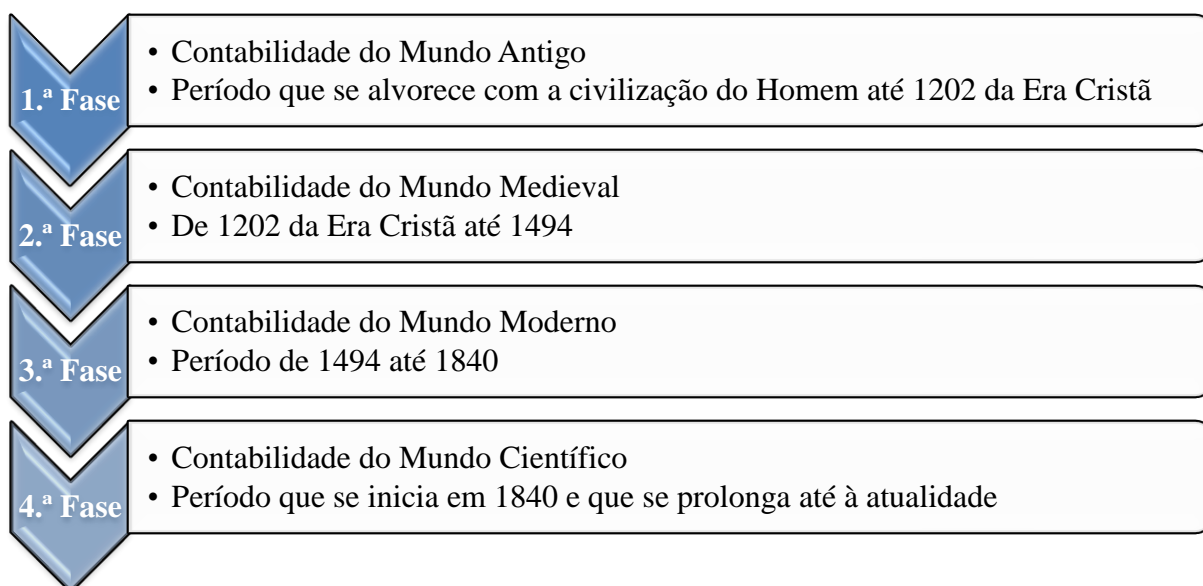 1.ª Fase
• Contabilidade do Mundo Antigo
• Período que se alvorece com a civilização do Homem até 1202 da Era Cristã
2.ª Fase
• Contabilidade do Mundo Medieval
• De 1202 da Era Cristã até 1494
3.ª Fase
• Contabilidade do Mundo Moderno
• Período de 1494 até 1840
4.ª Fase
• Contabilidade do Mundo Científico
• Período que se inicia em 1840 e que se prolonga até à atualidade